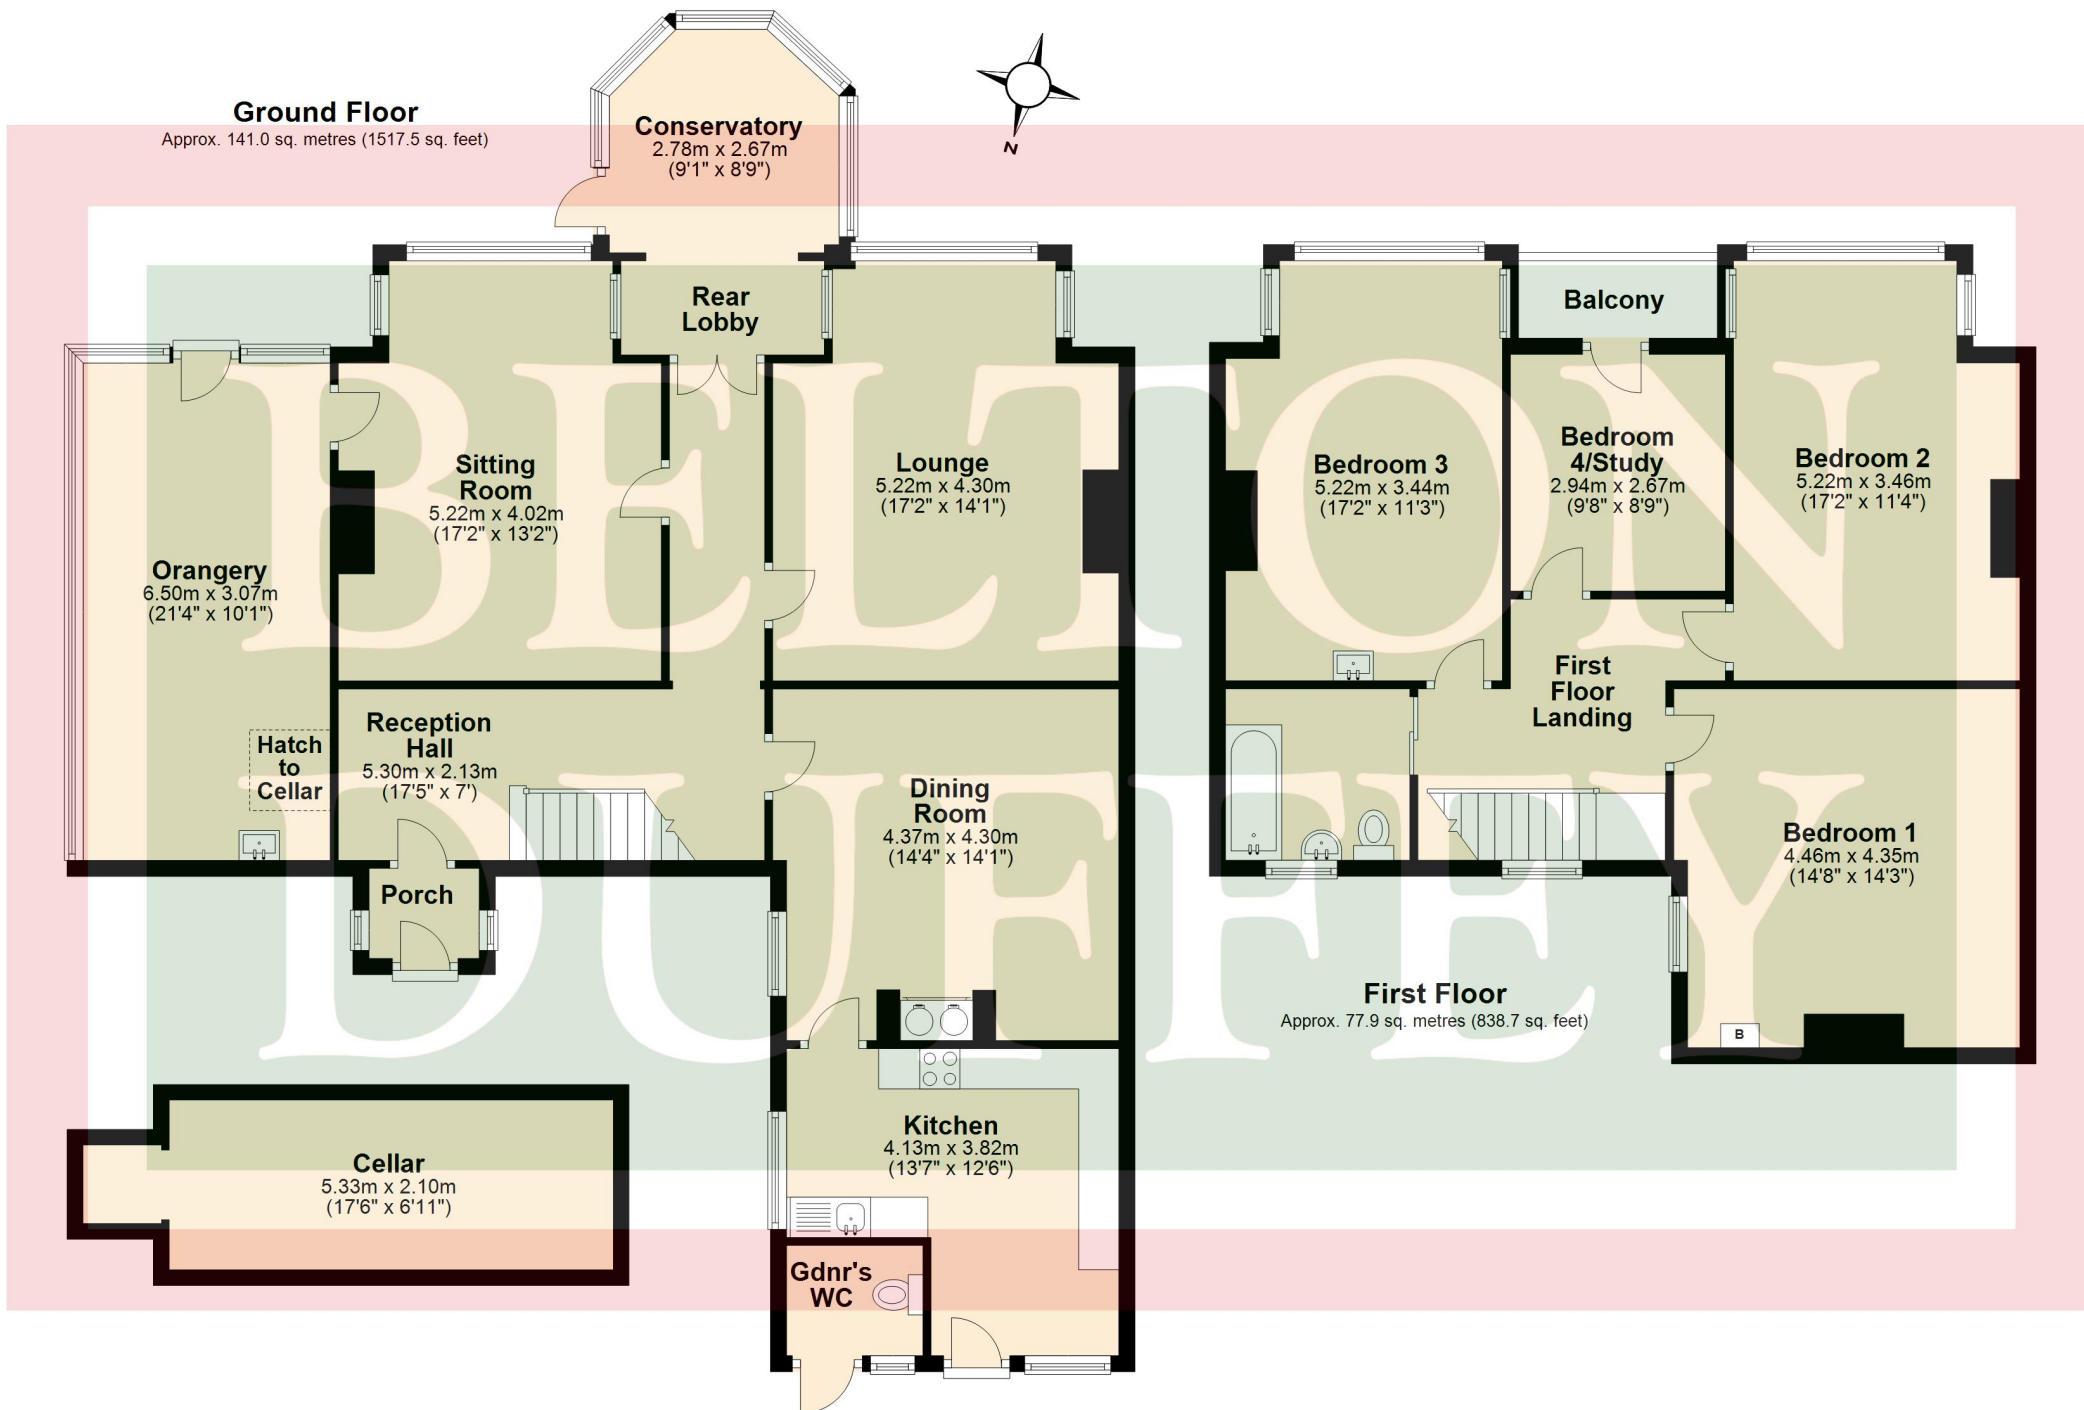 Ground Floor
Approx. 141.0 sq. metres (1517.5 sq. feet)
Conservatory
2.78m x 2.67m
(9'1" x 8'9")
N
Rear
Lobby
Sitting
Room
5.22m x 4.02m
(17'2" x 13'2")
Lounge
5.22m x 4.30m
(17'2" x 14'1")
Orangery
6.50m x 3.07m
(21'4" x 10'1")
Hatch
to
Cellar
Reception
Hall
5.30m x 2.13m
(17'5" x 7')
Dining
Room
4.37m x 4.30m
(14'4" x 14'1")
Porch
Kitchen
4.13m x 3.82m
(13'7" x 12'6")
Gdnr's
WC
Cellar
5.33m x 2.10m
(17'6" x 6'11")
Balcony
Bedroom 3
5.22m x 3.44m
(17'2" x 11'3")
Bedroom
4/Study
2.94m x 2.67m
(9'8" x 8'9")
Bedroom 2
5.22m x 3.46m
(17'2" x 11'4")
First
Floor
Landing
Bedroom 1
4.46m x 4.35m
(14'8" x 14'3")
B
First Floor
Approx. 77.9 sq. metres (838.7 sq. feet)
BELTON
DUFFEY